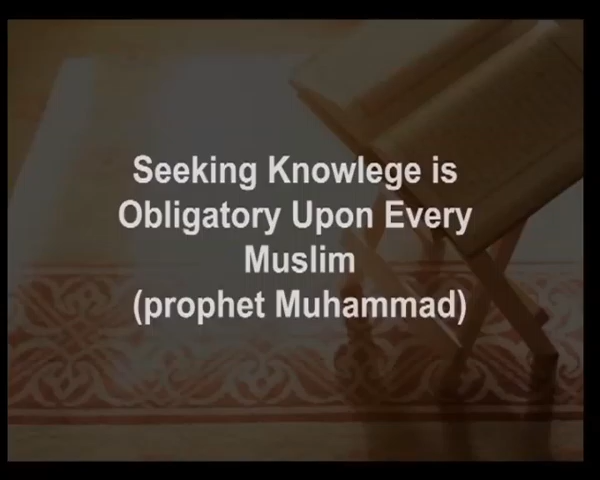 Seeking Knowlege is
Obligatory Upon Every
Muslim
(prophet Muhammad)